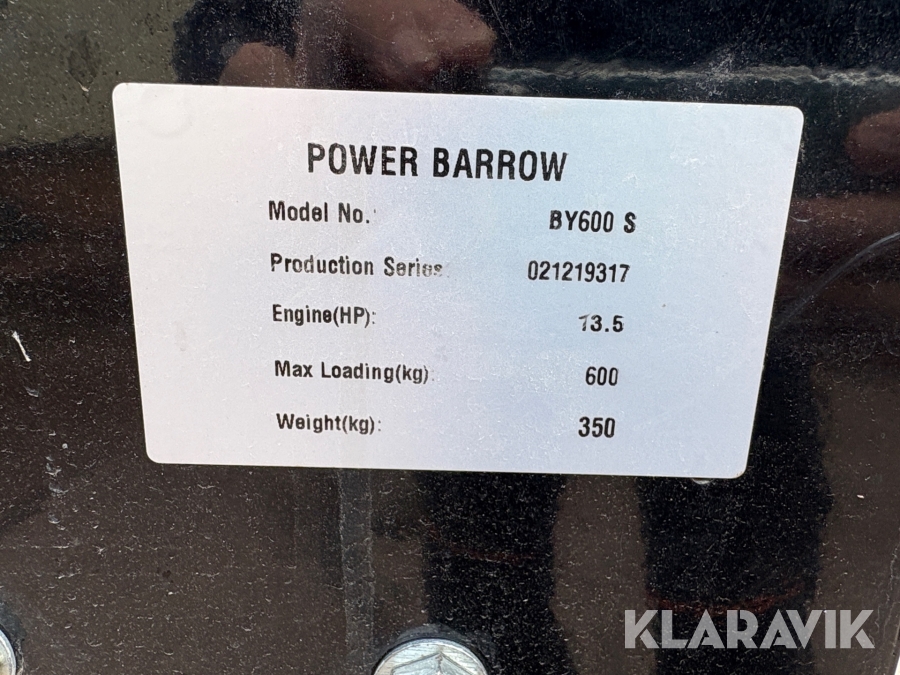 POWER BARROW
Model No.: BY600 S
Production Series: 021219317
Engine(HP): 13.5
Max Loading(kg): 600
Weight(kg): 350
KLARAVIK